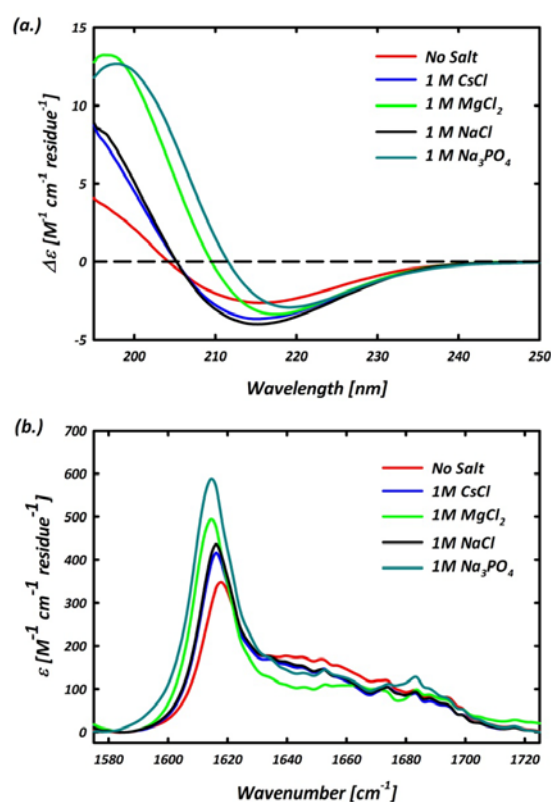 (a.)
15
10
5
0
-5
Δε [M⁻¹ cm⁻¹ residue⁻¹]
No Salt
1 M CsCl
1 M MgCl₂
1 M NaCl
1 M Na₃PO₄
200 210 220 230 240 250
Wavelength [nm]
(b.)
700
600
500
400
300
200
100
0
ε [M⁻¹ cm⁻¹ residue⁻¹]
No Salt
1M CsCl
1M MgCl₂
1M NaCl
1M Na₃PO₄
1580 1600 1620 1640 1660 1680 1700 1720
Wavenumber [cm⁻¹]